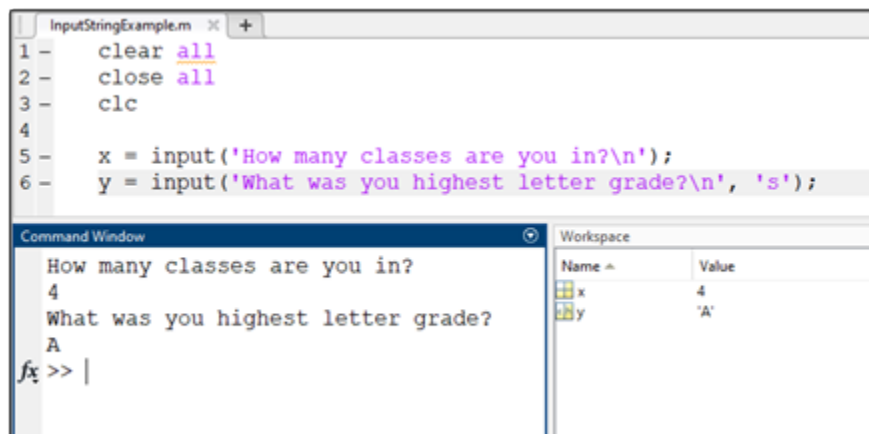 InputStringExample.m × +
1 – clear all
2 – close all
3 – clc
4
5 – x = input('How many classes are you in?\n');
6 – y = input('What was you highest letter grade?\n', 's');
Command Window
How many classes are you in?
4
What was you highest letter grade?
A
fx >>
Workspace
Name Value
x 4
y 'A'